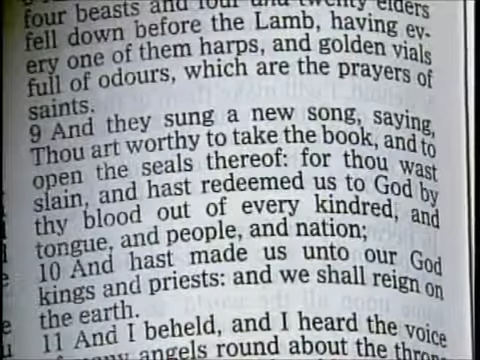 four beasts and four and twenty elders
fell down before the Lamb, having ev-
ery one of them harps, and golden vials
full of odours, which are the prayers of
saints.
9 And they sung a new song, saying,
Thou art worthy to take the book, and to
open the seals thereof: for thou wast
slain, and hast redeemed us to God by
thy blood out of every kindred, and
tongue, and people, and nation;
10 And hast made us unto our God
kings and priests: and we shall reign on
the earth.
11 And I beheld, and I heard the voice
of many angels round about the throne